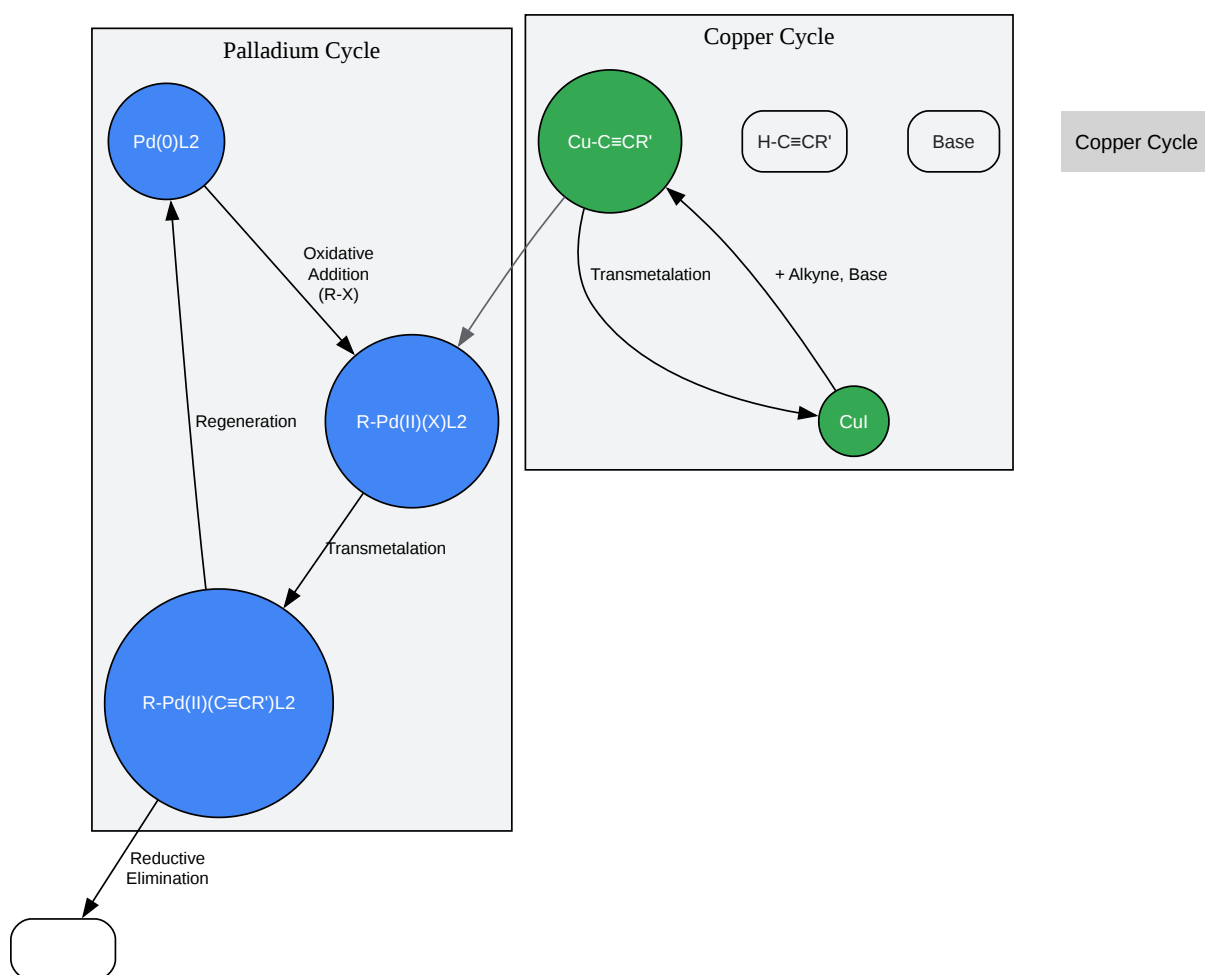 Palladium Cycle
Copper Cycle
Pd(0)L2
Cu-C≡CR'
H-C≡CR'
Base
Copper Cycle
Oxidative
Addition
(R-X)
Transmetalation
+ Alkyne, Base
Regeneration
R-Pd(II)(X)L2
CuI
Transmetalation
R-Pd(II)(C≡CR')L2
Reductive
Elimination